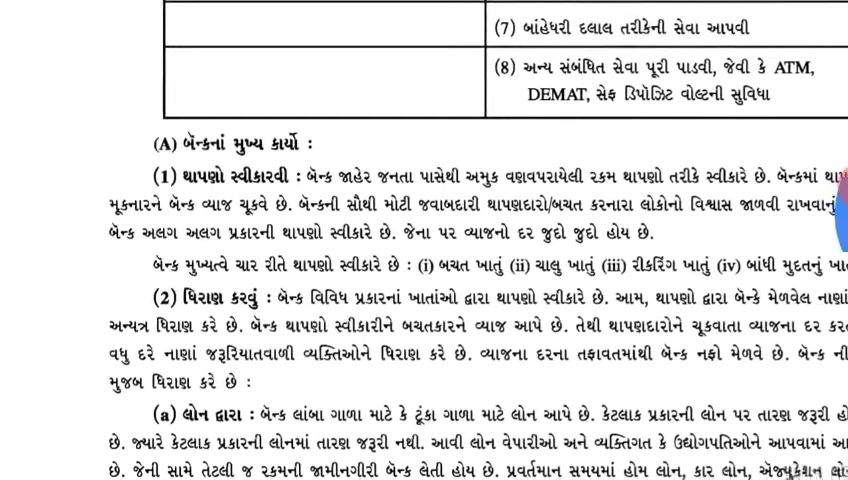 (7) બાંહેધરી દલાલ તરીકેની સેવા આપવી
(8) અન્ય સંબંધિત સેવા પૂરી પાડવી, જેવી કે ATM,
DEMAT, સેફ ડિપૉઝિટ વોલ્ટની સુવિધા
(A) બૅન્કનાં મુખ્ય કાર્યો :
(1) થાપણો સ્વીકારવી : બૅન્ક જાહેર જનતા પાસેથી અમુક વણવપરાયેલી રકમ થાપણો તરીકે સ્વીકારે છે. બૅન્કમાં
મૂકનારને બૅન્ક વ્યાજ ચૂકવે છે. બૅન્કની સૌથી મોટી જવાબદારી થાપણદારો/બચત કરનારા લોકોનો વિશ્વાસ જાળવી રાખવાનું
બૅન્ક અલગ અલગ પ્રકારની થાપણો સ્વીકારે છે. જેના પર વ્યાજનો દર જુદો જુદો હોય છે.
બૅન્ક મુખ્યત્વે ચાર રીતે થાપણો સ્વીકારે છે : (i) બચત ખાતું (ii) ચાલુ ખાતું (iii) રીકરિંગ ખાતું (iv) બાંધી મુદતનું
(2) ધિરાણ કરવું : બૅન્ક વિવિધ પ્રકારનાં ખાતાંઓ દ્વારા થાપણો સ્વીકારે છે. આમ, થાપણો દ્વારા બૅન્કે મેળવેલ નાણાં
અન્યત્ર ધિરાણ કરે છે. બૅન્ક થાપણો સ્વીકારીને બચતકારને વ્યાજ આપે છે. તેથી થાપણદારોને ચૂકવાતા વ્યાજના દર
વધુ દરે નાણાં જરૂરિયાતવાળી વ્યક્તિઓને ધિરાણ કરે છે. વ્યાજના દરના તફાવતમાંથી બૅન્ક નફો મેળવે છે. બૅન્ક
મુજબ ધિરાણ કરે છે :
(a) લોન દ્વારા : બૅન્ક લાંબા ગાળા માટે કે ટૂંકા ગાળા માટે લોન આપે છે. કેટલાક પ્રકારની લોન પર તારણ જરૂરી
છે. જ્યારે કેટલાક પ્રકારની લોનમાં તારણ જરૂરી નથી. આવી લોન વેપારીઓ અને વ્યક્તિગત કે ઉદ્યોગપતિઓને આપવામાં
છે. જેની સામે તેટલી જ રકમની જામીનગીરી બૅન્ક લેતી હોય છે. પ્રવર્તમાન સમયમાં હોમ લોન, કાર લોન,